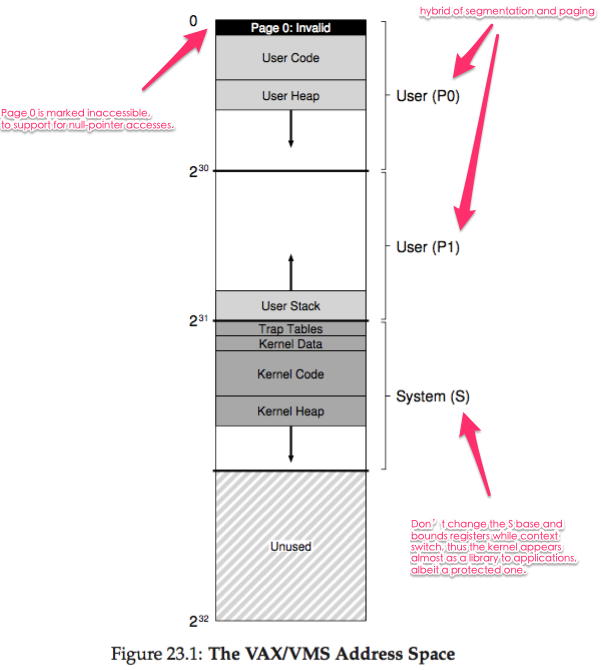 hybrid of segmentation and paging
0
Page 0: Invalid
User Code
User Heap
User (P0)
Page 0 is marked inaccessible,
to support for null-pointer accesses.
2^30
User (P1)
User Stack
2^31
Trap Tables
Kernel Data
Kernel Code
System (S)
Kernel Heap
Don't change the S base and
bounds registers while context
switch, thus the kernel appears
almost as a library to applications,
albeit a protected one.
Unused
2^32
Figure 23.1: The VAX/VMS Address Space